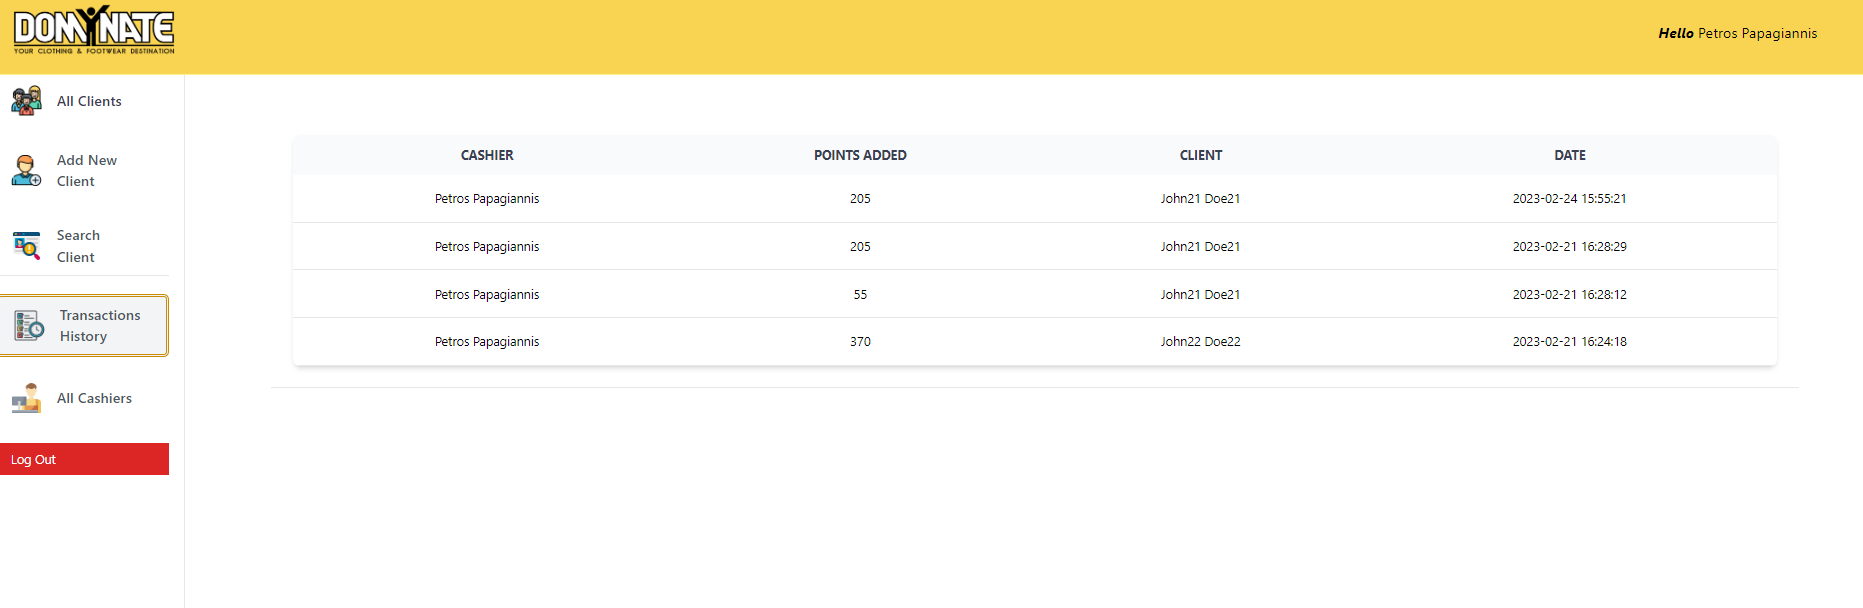 DOMYNATE
YOUR CLOTHING & FOOTWEAR DESTINATION
Hello Petros Papagiannis
All Clients
Add New
Client
Search
Client
Transactions
History
All Cashiers
Log Out
CASHIER POINTS ADDED CLIENT DATE
Petros Papagiannis 205 John21 Doe21 2023-02-24 15:55:21
Petros Papagiannis 205 John21 Doe21 2023-02-21 16:28:29
Petros Papagiannis 55 John21 Doe21 2023-02-21 16:28:12
Petros Papagiannis 370 John22 Doe22 2023-02-21 16:24:18